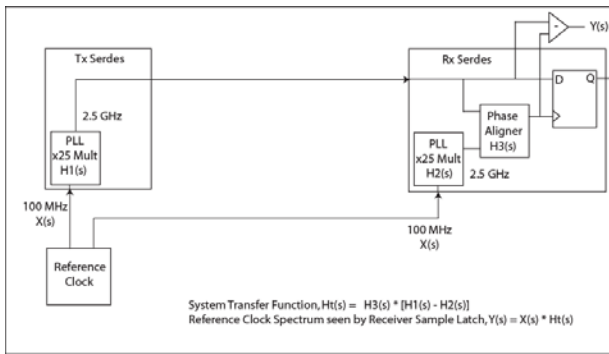 Y(s)
-
Tx Serdes
Rx Serdes
D Q
2.5 GHz
Phase
Aligner
H3(s)
PLL
x25 Mult
H1(s)
PLL
x25 Mult
H2(s)
2.5 GHz
100 MHz
X(s)
100 MHz
X(s)
Reference
Clock
System Transfer Function, Ht(s) = H3(s) * [H1(s) - H2(s)]
Reference Clock Spectrum seen by Receiver Sample Latch, Y(s) = X(s) * Ht(s)